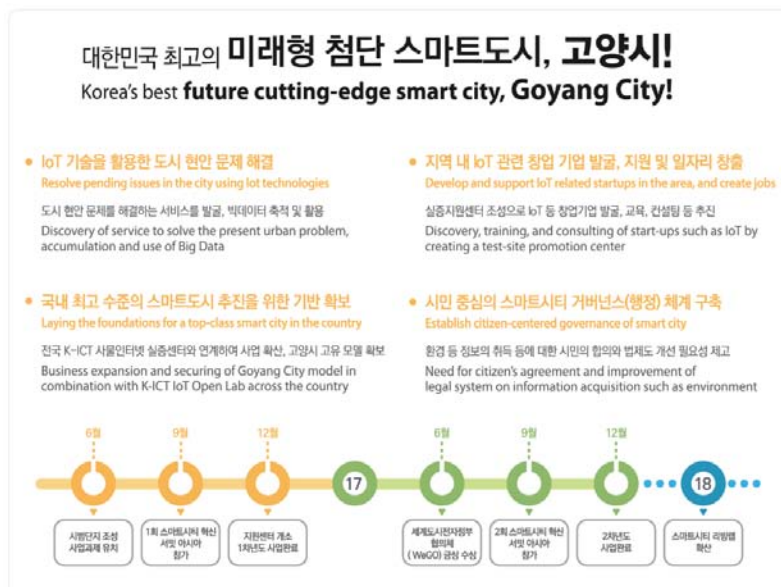 대한민국 최고의 미래형 첨단 스마트도시, 고양시!
Korea's best future cutting-edge smart city, Goyang City!
• IoT 기술을 활용한 도시 현안 문제 해결
Resolve pending issues in the city using Iot technologies
도시 현안 문제를 해결하는 서비스를 발굴, 빅데이터 축적 및 활용
Discovery of service to solve the present urban problem,
accumulation and use of Big Data
• 지역 내 IoT 관련 창업 기업 발굴, 지원 및 일자리 창출
Develop and support IoT related startups in the area, and create jobs
실증지원센터 조성으로 IoT 등 창업기업 발굴, 교육, 컨설팅 등 추진
Discovery, training, and consulting of start-ups such as IoT by
creating a test-site promotion center
• 국내 최고 수준의 스마트도시 추진을 위한 기반 확보
Laying the foundations for a top-class smart city in the country
전국 K-ICT 사물인터넷 실증센터와 연계하여 사업 확산, 고양시 고유 모델 확보
Business expansion and securing of Goyang City model in
combination with K-ICT IoT Open Lab across the country
• 시민 중심의 스마트시티 거버넌스(행정) 체계 구축
Establish citizen-centered governance of smart city
환경 등 정보의 취득 등에 대한 시민의 합의와 법제도 개선 필요성 제고
Need for citizen's agreement and improvement of
legal system on information acquisition such as environment
6월 9월 12월 6월 9월 12월
17 18
시범단지 조성
사업과제 유치
1회 스마트시티 혁신
서밋 아시아
참가
지원센터 개소
1차년도 사업완료
세계도시전자정부
협의체
( WeGO) 금상 수상
2회 스마트시티 혁신
서밋 아시아
참가
2차년도
사업완료
스마트시티 리빙랩
확산